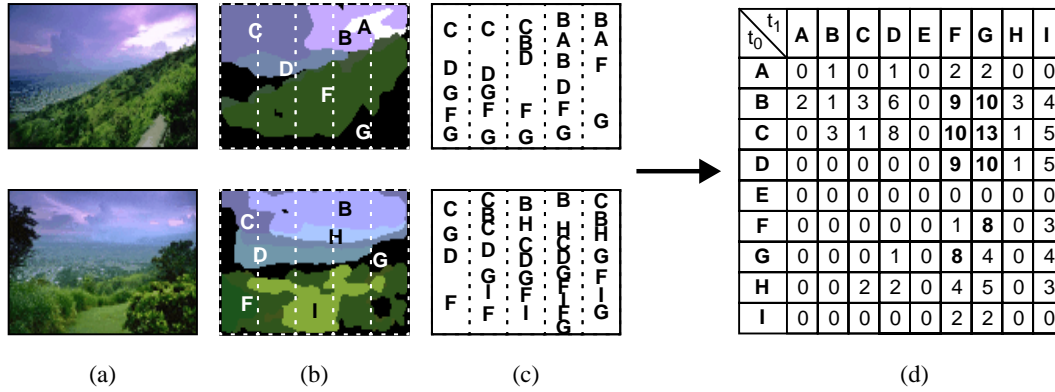 C
A
B
D
F
G
C D G F G
C D G F G
C B D F G
B A B D F G
B A F G
B
C
H
D
G
F
I
C G D F
C B C D G I F
B H C D G F I
B H C D G F I F G
C B H G F I G
t0 t1 A B C D E F G H I
A 0 1 0 1 0 2 2 0 0
B 2 1 3 6 0 9 10 3 4
C 0 3 1 8 0 10 13 1 5
D 0 0 0 0 0 9 10 1 5
E 0 0 0 0 0 0 0 0 0
F 0 0 0 0 0 1 8 0 3
G 0 0 0 1 0 8 4 0 4
H 0 0 2 2 0 4 5 0 3
I 0 0 0 0 0 2 2 0 0
(a) (b) (c) (d)